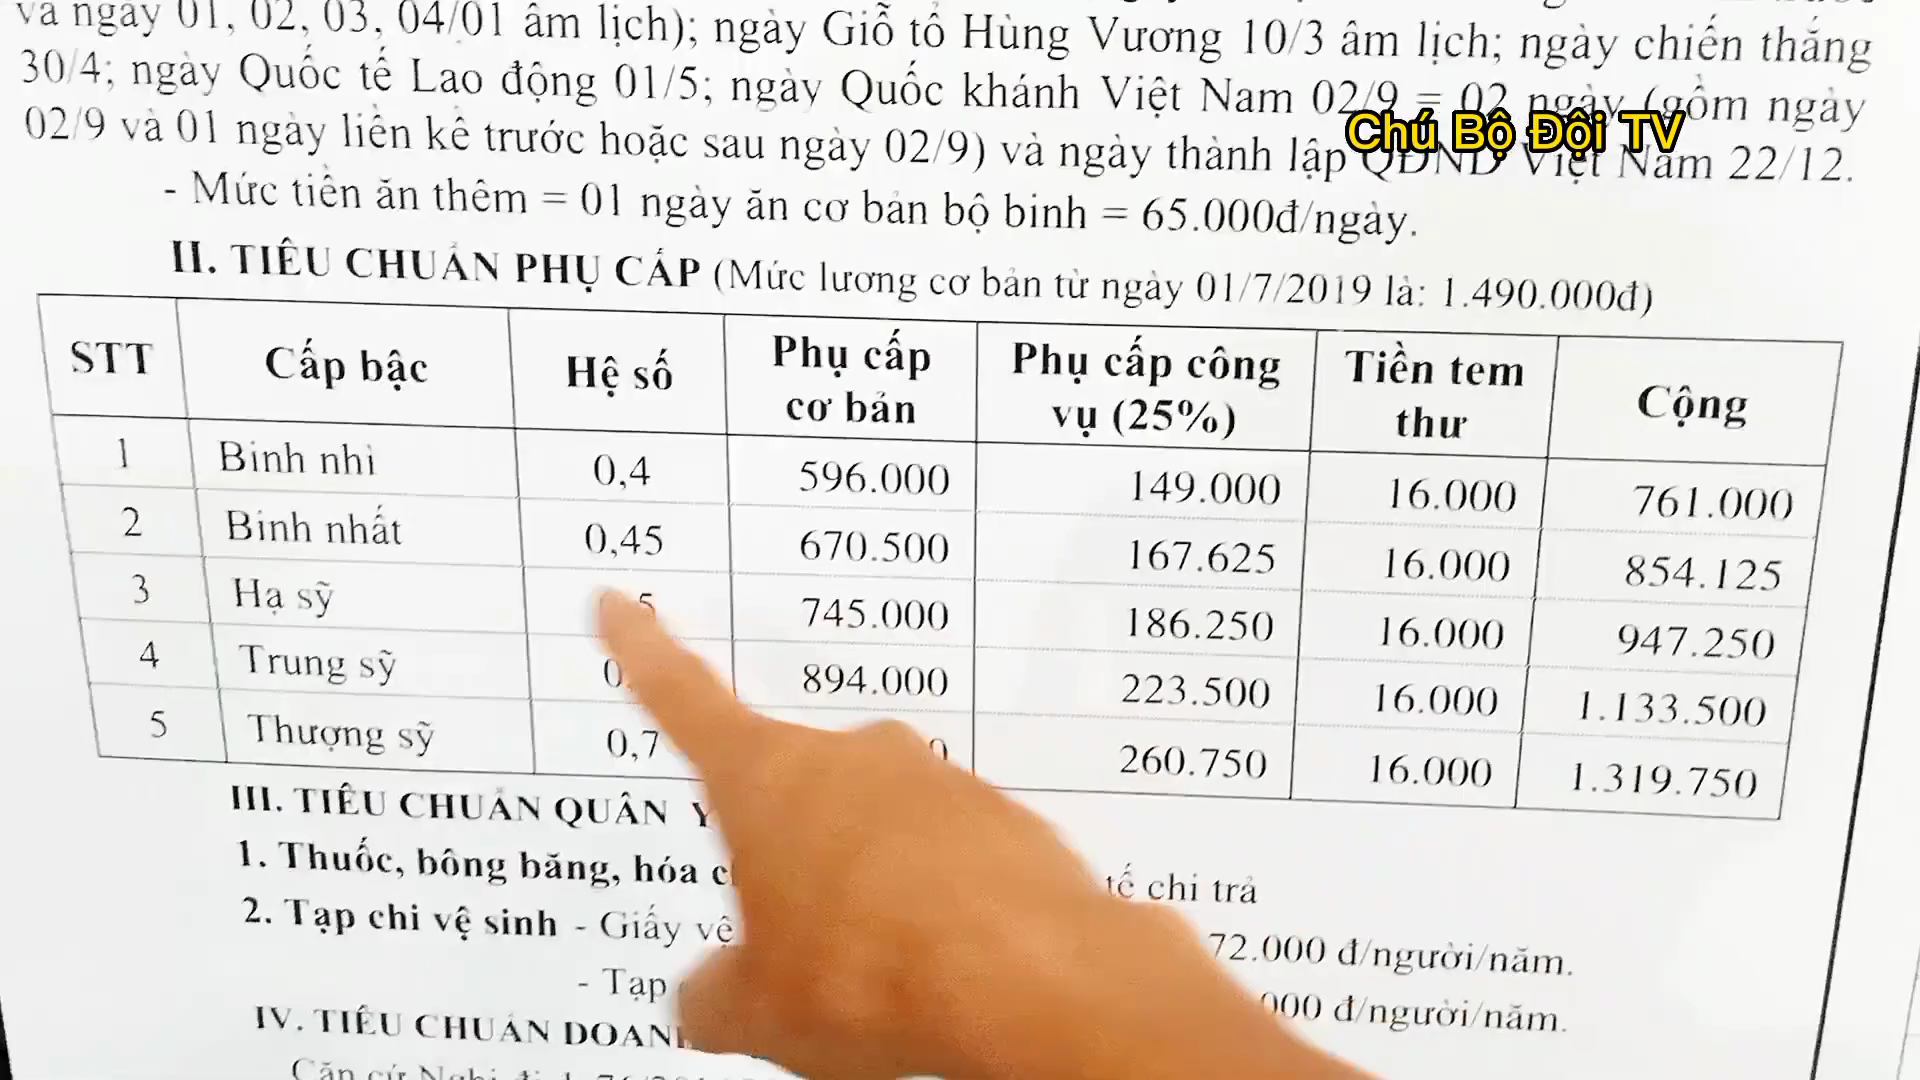 và ngày 01, 02, 03, 04/01 âm lịch); ngày Giỗ tổ Hùng Vương 10/3 âm lịch; ngày chiến thắng
30/4; ngày Quốc tế Lao động 01/5; ngày Quốc khánh Việt Nam 02/9 = 02 ngày (gồm ngày
Chú Bộ Đội TV
02/9 và 01 ngày liền kề trước hoặc sau ngày 02/9) và ngày thành lập QĐND Việt Nam 22/12.
- Mức tiền ăn thêm = 01 ngày ăn cơ bản bộ binh = 65.000đ/ngày.
II. TIÊU CHUẨN PHỤ CẤP (Mức lương cơ bản từ ngày 01/7/2019 là: 1.490.000đ)
STT Cấp bậc Hệ số Phụ cấp cơ bản Phụ cấp công vụ (25%) Tiền tem thư Cộng
1 Binh nhì 0,4 596.000 149.000 16.000 761.000
2 Binh nhất 0,45 670.500 167.625 16.000 854.125
3 Hạ sỹ 745.000 186.250 16.000 947.250
4 Trung sỹ 894.000 223.500 16.000 1.133.500
5 Thượng sỹ 0,7 260.750 16.000 1.319.750
III. TIÊU CHUẨN QUÂN Y
1. Thuốc, bông băng, hóa tế chi trả
2. Tạp chi vệ sinh - Giấy vệ 72.000 đ/người/năm.
- Tạp 000 đ/người/năm.
IV. TIÊU CHUẨN
Căn cứ Nghị